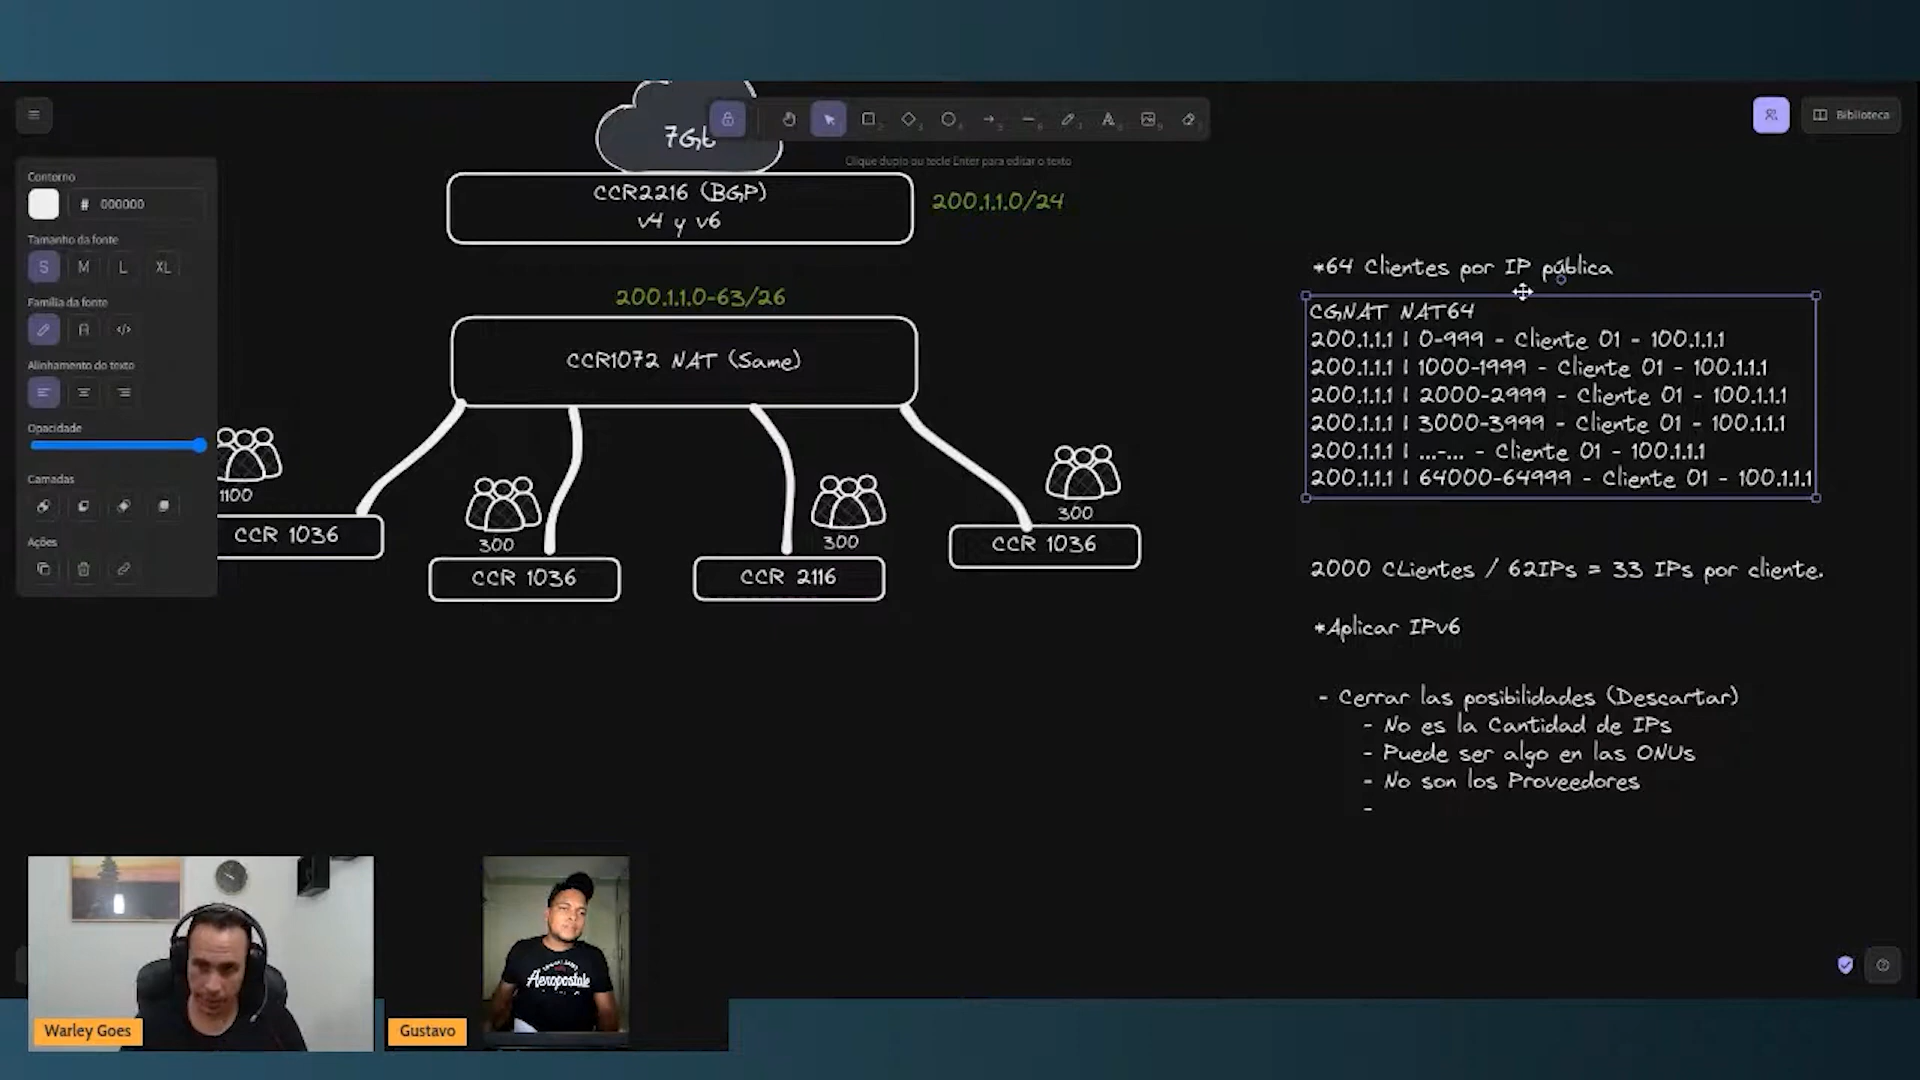 7Gb
Clique duplo ou tecle Enter para editar o texto
Biblioteca
Contorno
# 000000
Tamanho da fonte
S M L XL
Família da fonte
Alinhamento do texto
Opacidade
Camadas
Ações
CCR2216 (BGP)
v4 y v6
200.1.1.0/24
200.1.1.0-63/26
CCR1072 NAT (Same)
1100
CCR 1036
300
CCR 1036
300
CCR 2116
300
CCR 1036
*64 Clientes por IP pública
CGNAT NAT64
200.1.1.1 | 0-999 - Cliente 01 - 100.1.1.1
200.1.1.1 | 1000-1999 - Cliente 01 - 100.1.1.1
200.1.1.1 | 2000-2999 - Cliente 01 - 100.1.1.1
200.1.1.1 | 3000-3999 - Cliente 01 - 100.1.1.1
200.1.1.1 | ...-... - Cliente 01 - 100.1.1.1
200.1.1.1 | 64000-64999 - Cliente 01 - 100.1.1.1
2000 CLientes / 62IPs = 33 IPs por cliente.
*Aplicar IPv6
- Cerrar las posibilidades (Descartar)
- No es la Cantidad de IPs
- Puede ser algo en las ONUs
- No son los Proveedores
-
Warley Goes
Gustavo
Aeropostale